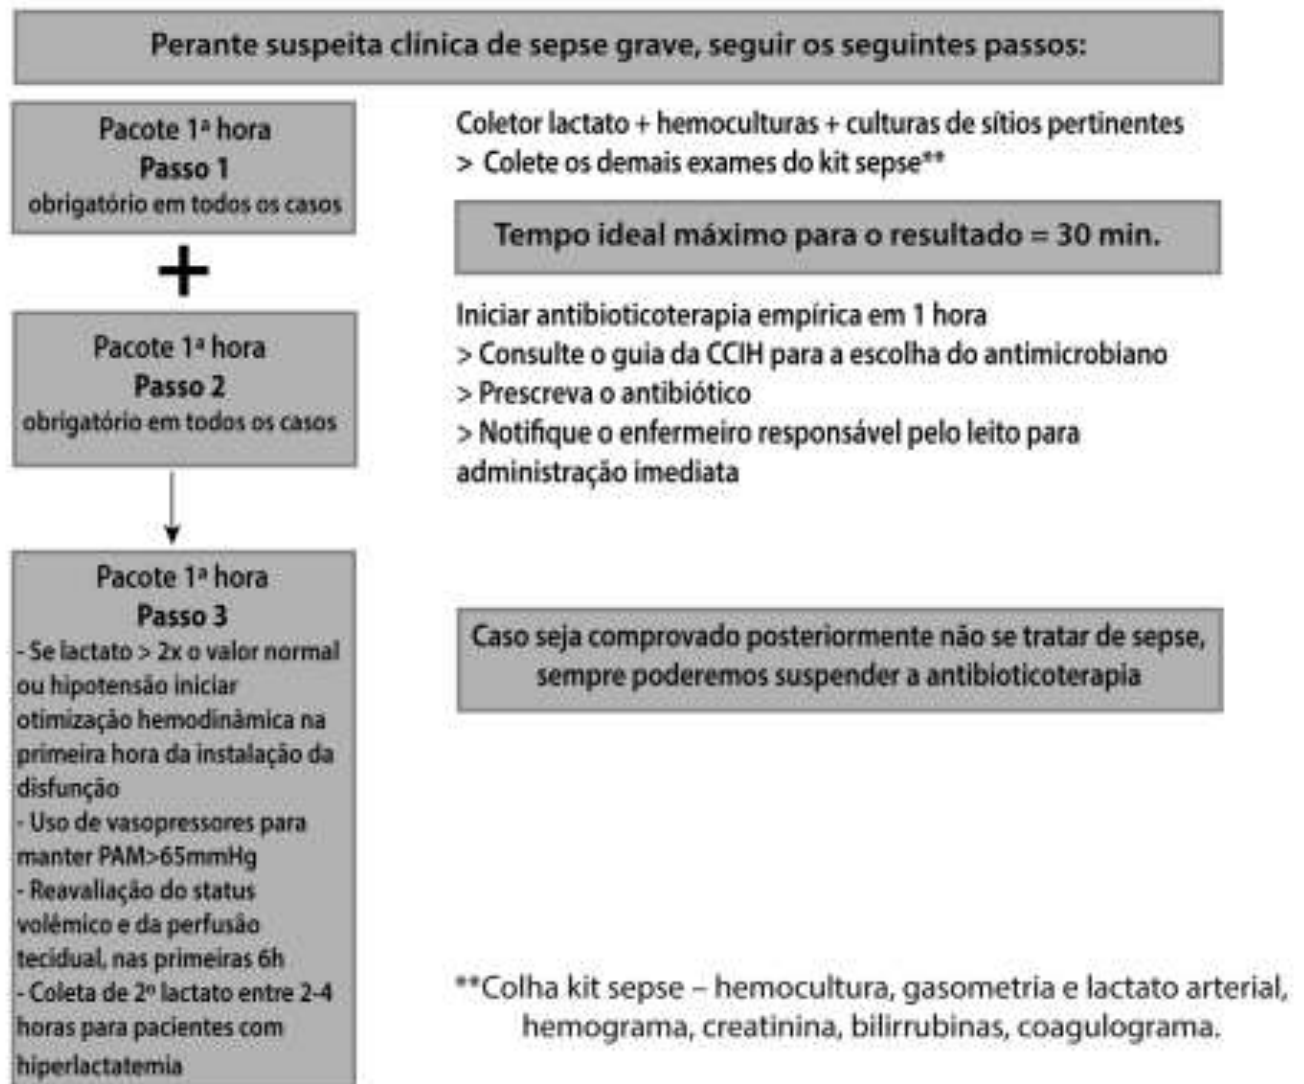 Perante suspeita clínica de sepse grave, seguir os seguintes passos:
Pacote 1ª hora
Passo 1
obrigatório em todos os casos
Coletor lactato + hemoculturas + culturas de sítios pertinentes
> Colete os demais exames do kit sepse**
Tempo ideal máximo para o resultado = 30 min.
+
Pacote 1ª hora
Passo 2
obrigatório em todos os casos
Iniciar antibioticoterapia empírica em 1 hora
> Consulte o guia da CCIH para a escolha do antimicrobiano
> Prescreva o antibiótico
> Notifique o enfermeiro responsável pelo leito para
administração imediata
Pacote 1ª hora
Passo 3
- Se lactato > 2x o valor normal
ou hipotensão iniciar
otimização hemodinâmica na
primeira hora da instalação da
disfunção
- Uso de vasopressores para
manter PAM>65mmHg
- Reavaliação do status
volêmico e da perfusão
tecidual, nas primeiras 6h
- Coleta de 2º lactato entre 2-4
horas para pacientes com
hiperlactatemia
Caso seja comprovado posteriormente não se tratar de sepse,
sempre poderemos suspender a antibioticoterapia
**Colha kit sepse – hemocultura, gasometria e lactato arterial,
hemograma, creatinina, bilirrubinas, coagulograma.